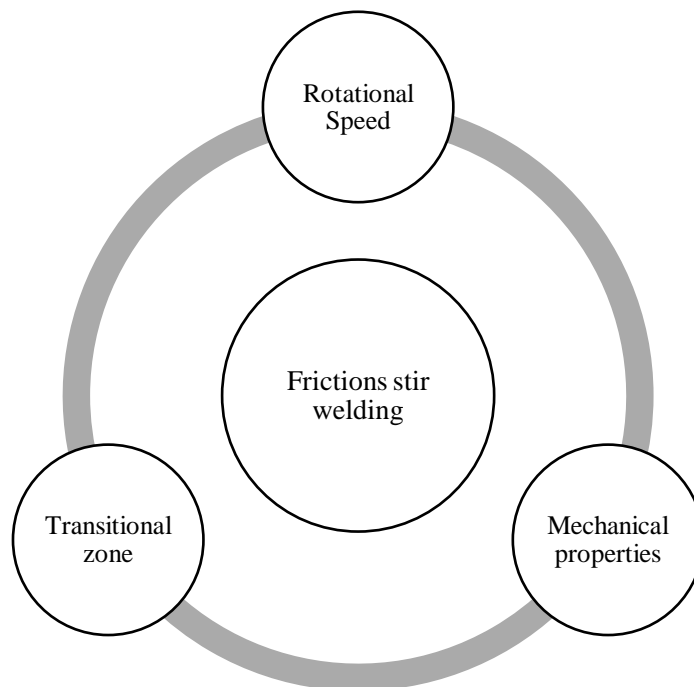 Rotational
Speed
Frictions stir
welding
Transitional
zone
Mechanical
properties